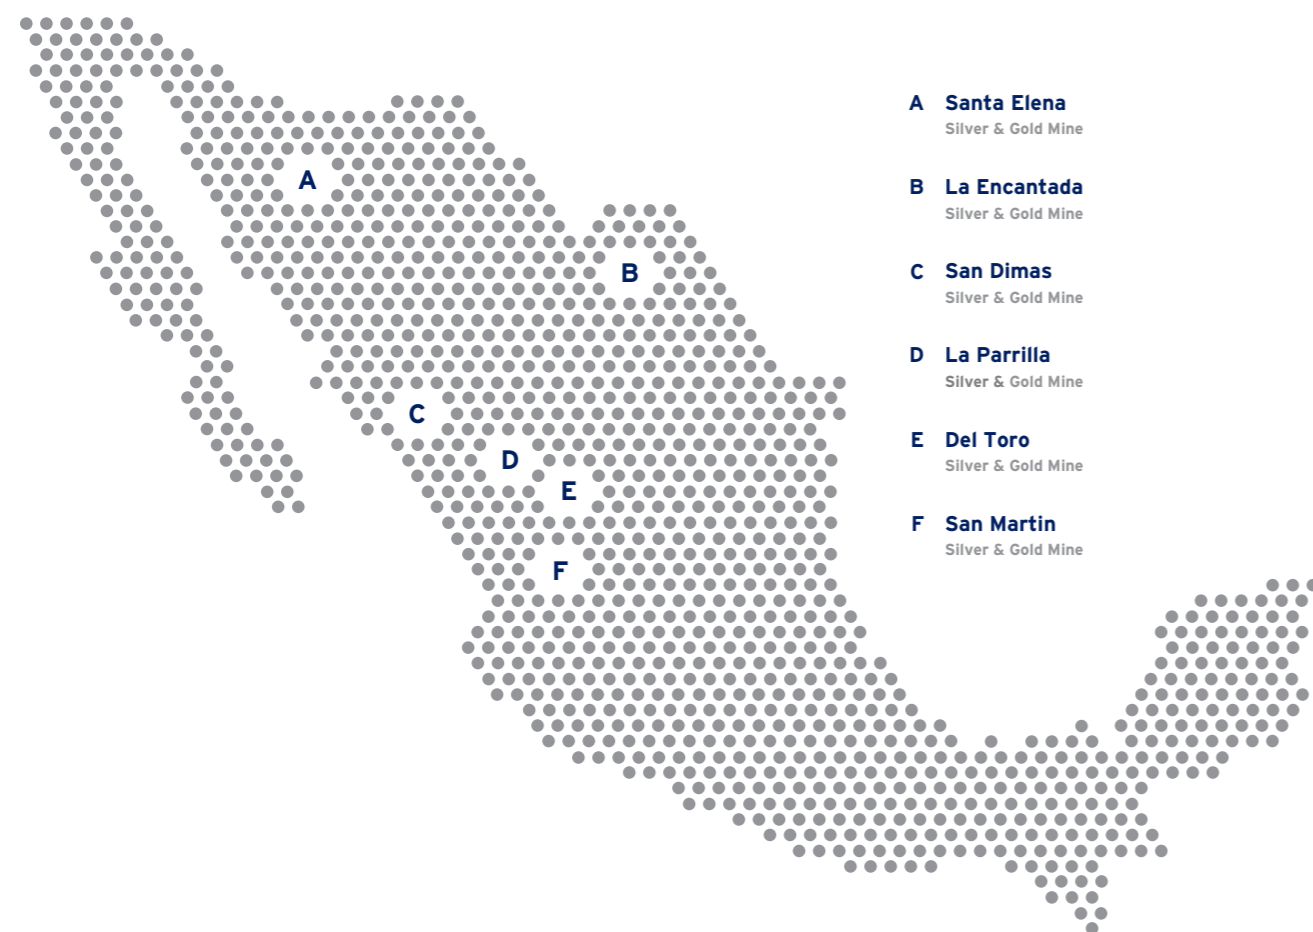 A Santa Elena
Silver & Gold Mine
B La Encantada
Silver & Gold Mine
C San Dimas
Silver & Gold Mine
D La Parrilla
Silver & Gold Mine
E Del Toro
Silver & Gold Mine
F San Martin
Silver & Gold Mine
A
B
C
D
E
F